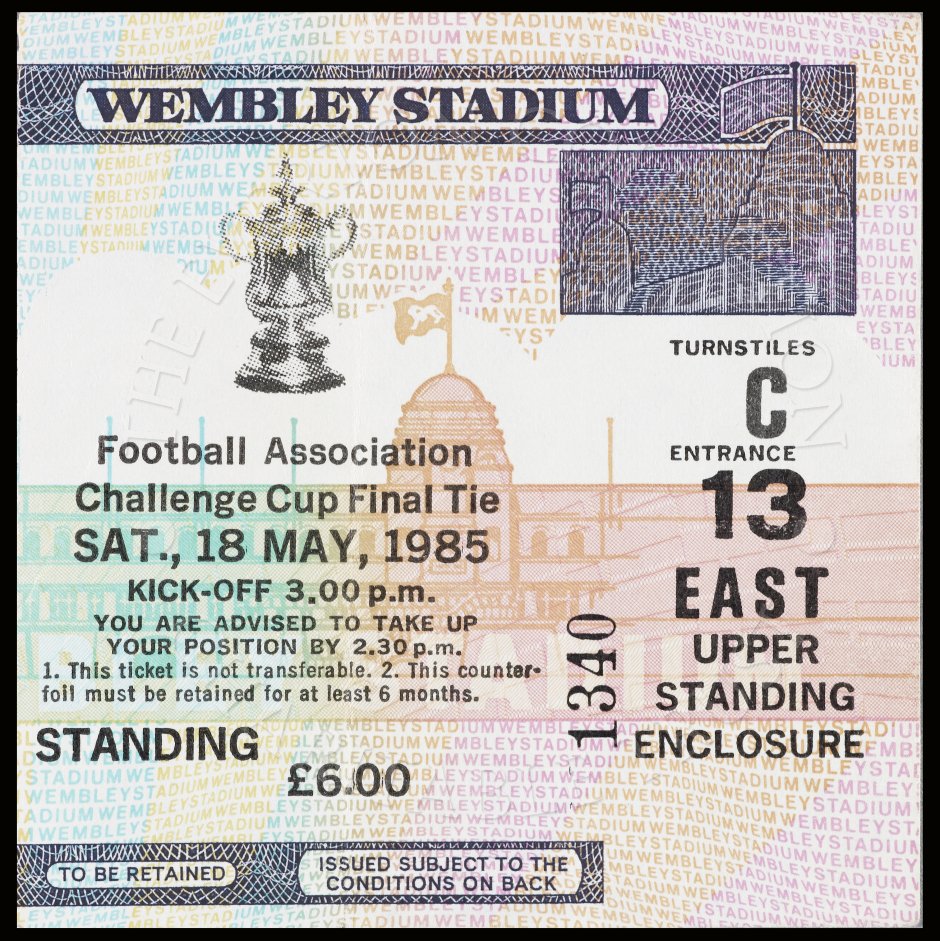 WEMBLEY STADIUM
Football Association
Challenge Cup Final Tie
SAT., 18 MAY, 1985
KICK-OFF 3.00 p.m.
YOU ARE ADVISED TO TAKE UP
YOUR POSITION BY 2.30 p.m.
1. This ticket is not transferable. 2. This counter-
foil must be retained for at least 6 months.
STANDING
£6.00
1340
TURNSTILES
C
ENTRANCE
13
EAST
UPPER
STANDING
ENCLOSURE
TO BE RETAINED
ISSUED SUBJECT TO THE
CONDITIONS ON BACK